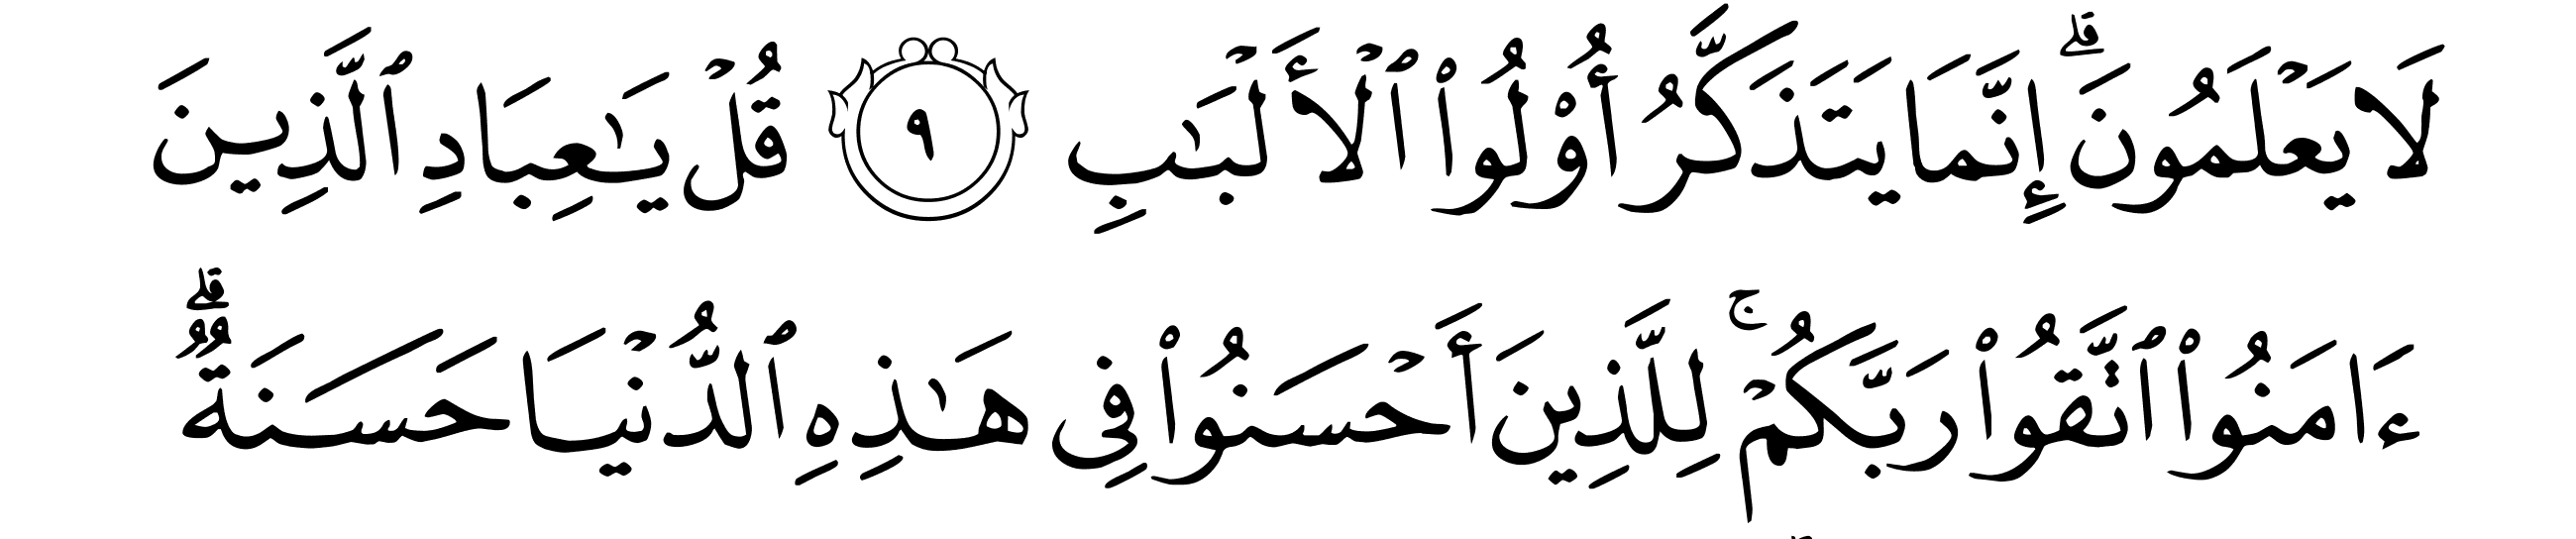 لَا يَعْلَمُونَ ۗ إِنَّمَا يَتَذَكَّرُ أُوْلُواْ ٱلْأَلْبَـٰبِ ٩ قُلْ يَـٰعِبَادِ ٱلَّذِينَ
ءَامَنُواْ ٱتَّقُواْ رَبَّكُمْ ۚ لِلَّذِينَ أَحْسَنُواْ فِى هَـٰذِهِ ٱلدُّنْيَا حَسَنَةٌ ۗ